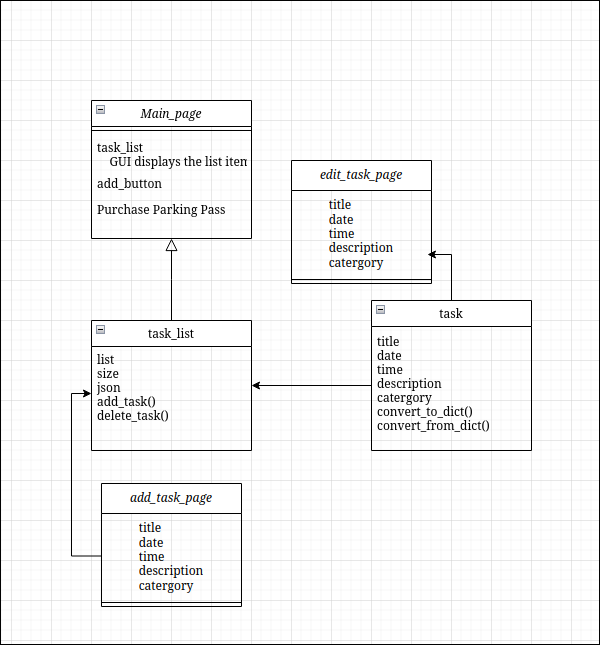 Main_page
task_list
GUI displays the list iten
add_button
Purchase Parking Pass
edit_task_page
title
date
time
description
catergory
task_list
list
size
json
add_task()
delete_task()
task
title
date
time
description
catergory
convert_to_dict()
convert_from_dict()
add_task_page
title
date
time
description
catergory